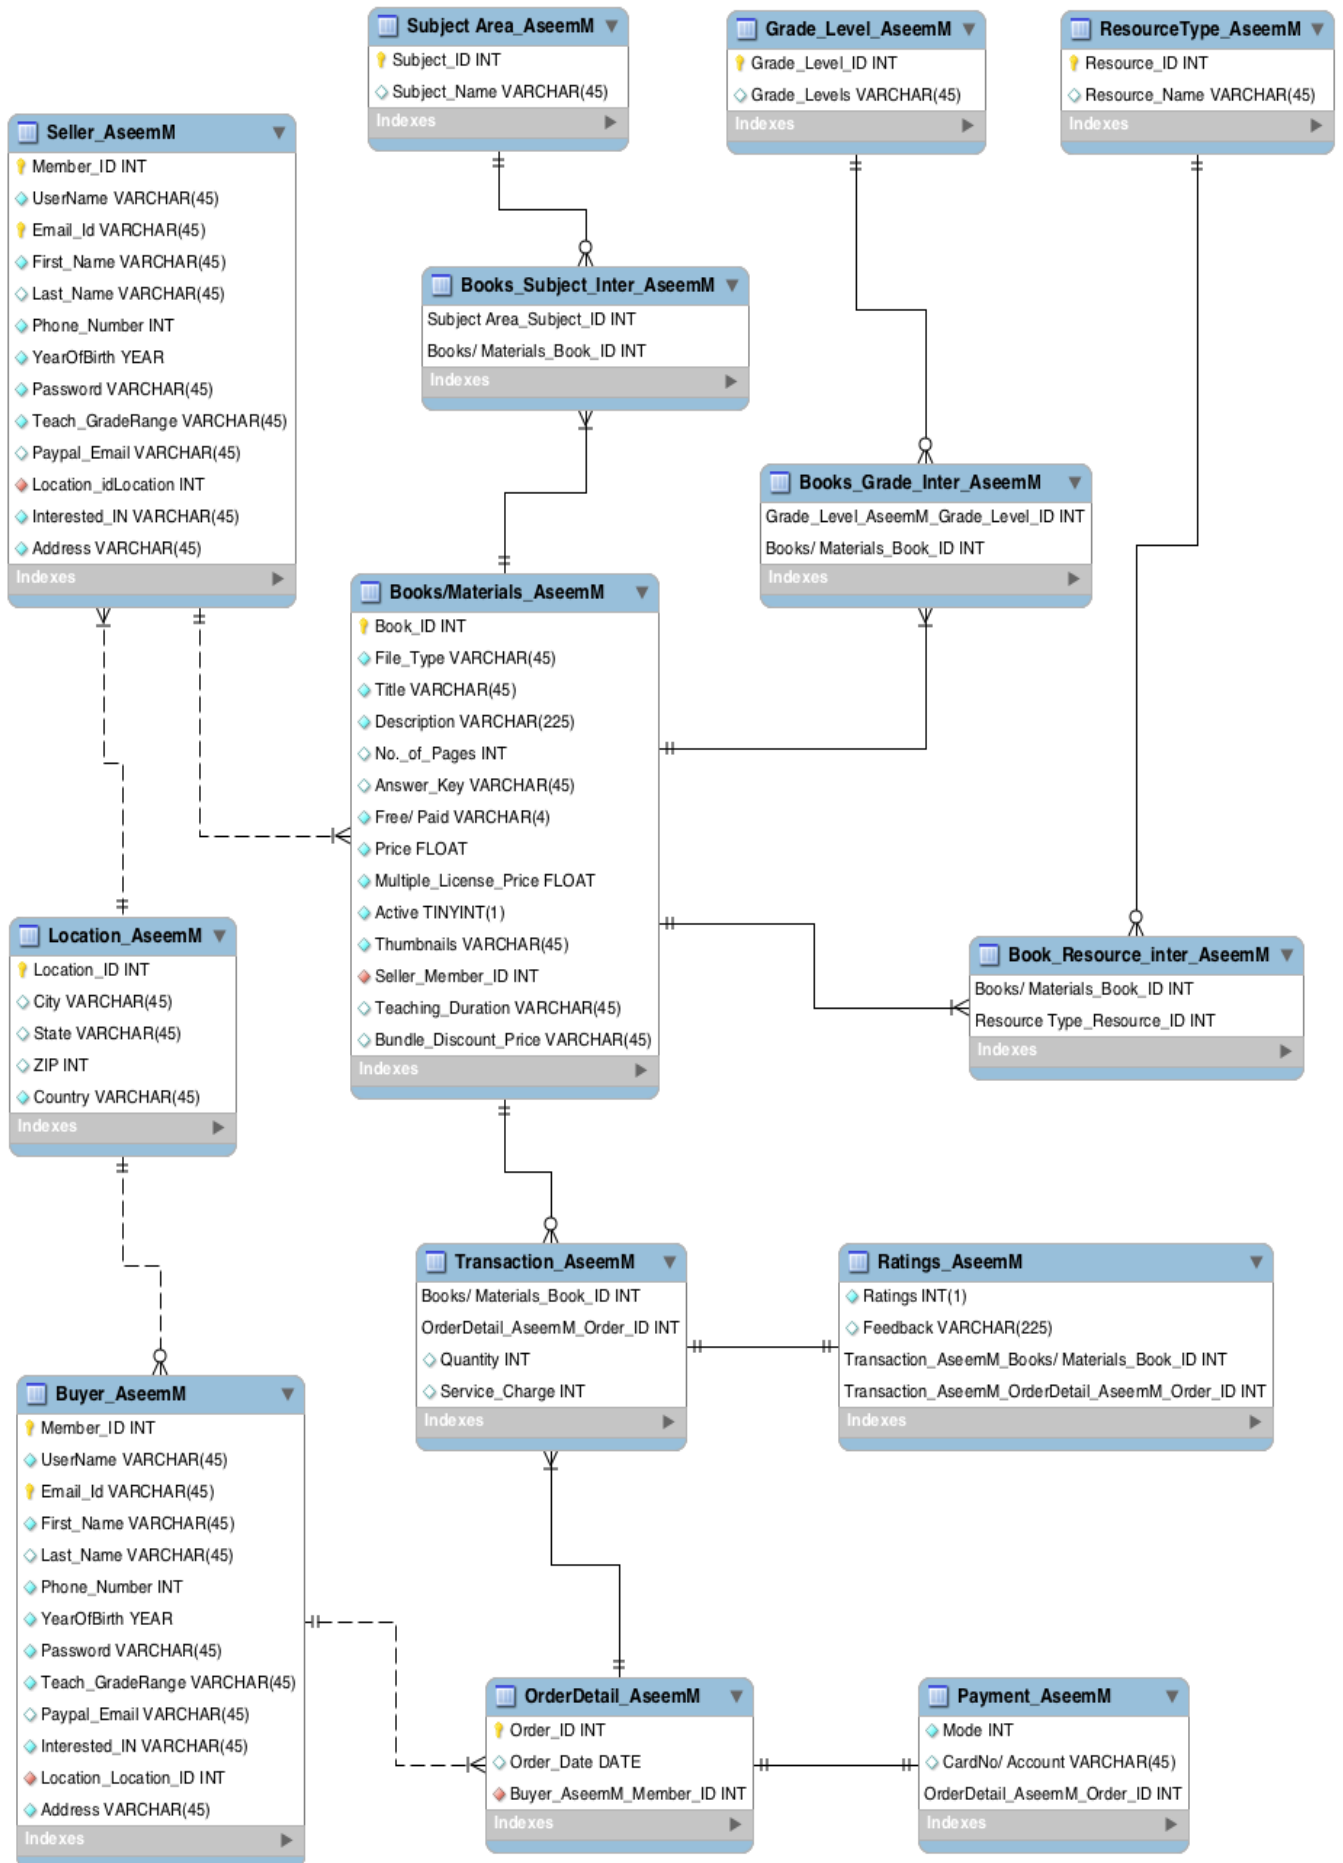 Subject Area_AseemM
Subject_ID INT
Subject_Name VARCHAR(45)
Indexes
Grade_Level_AseemM
Grade_Level_ID INT
Grade_Levels VARCHAR(45)
Indexes
ResourceType_AseemM
Resource_ID INT
Resource_Name VARCHAR(45)
Indexes
Seller_AseemM
Member_ID INT
UserName VARCHAR(45)
Email_Id VARCHAR(45)
First_Name VARCHAR(45)
Last_Name VARCHAR(45)
Phone_Number INT
YearOfBirth YEAR
Password VARCHAR(45)
Teach_GradeRange VARCHAR(45)
Paypal_Email VARCHAR(45)
Location_idLocation INT
Interested_IN VARCHAR(45)
Address VARCHAR(45)
Indexes
Books_Subject_Inter_AseemM
Subject Area_Subject_ID INT
Books/ Materials_Book_ID INT
Indexes
Books_Grade_Inter_AseemM
Grade_Level_AseemM_Grade_Level_ID INT
Books/ Materials_Book_ID INT
Indexes
Books/Materials_AseemM
Book_ID INT
File_Type VARCHAR(45)
Title VARCHAR(45)
Description VARCHAR(225)
No._of_Pages INT
Answer_Key VARCHAR(45)
Free/ Paid VARCHAR(4)
Price FLOAT
Multiple_License_Price FLOAT
Active TINYINT(1)
Thumbnails VARCHAR(45)
Seller_Member_ID INT
Teaching_Duration VARCHAR(45)
Bundle_Discount_Price VARCHAR(45)
Indexes
Location_AseemM
Location_ID INT
City VARCHAR(45)
State VARCHAR(45)
ZIP INT
Country VARCHAR(45)
Indexes
Book_Resource_inter_AseemM
Books/ Materials_Book_ID INT
Resource Type_Resource_ID INT
Indexes
Transaction_AseemM
Books/ Materials_Book_ID INT
OrderDetail_AseemM_Order_ID INT
Quantity INT
Service_Charge INT
Indexes
Ratings_AseemM
Ratings INT(1)
Feedback VARCHAR(225)
Transaction_AseemM_Books/ Materials_Book_ID INT
Transaction_AseemM_OrderDetail_AseemM_Order_ID INT
Indexes
Buyer_AseemM
Member_ID INT
UserName VARCHAR(45)
Email_Id VARCHAR(45)
First_Name VARCHAR(45)
Last_Name VARCHAR(45)
Phone_Number INT
YearOfBirth YEAR
Password VARCHAR(45)
Teach_GradeRange VARCHAR(45)
Paypal_Email VARCHAR(45)
Interested_IN VARCHAR(45)
Location_Location_ID INT
Address VARCHAR(45)
Indexes
OrderDetail_AseemM
Order_ID INT
Order_Date DATE
Buyer_AseemM_Member_ID INT
Indexes
Payment_AseemM
Mode INT
CardNo/ Account VARCHAR(45)
OrderDetail_AseemM_Order_ID INT
Indexes